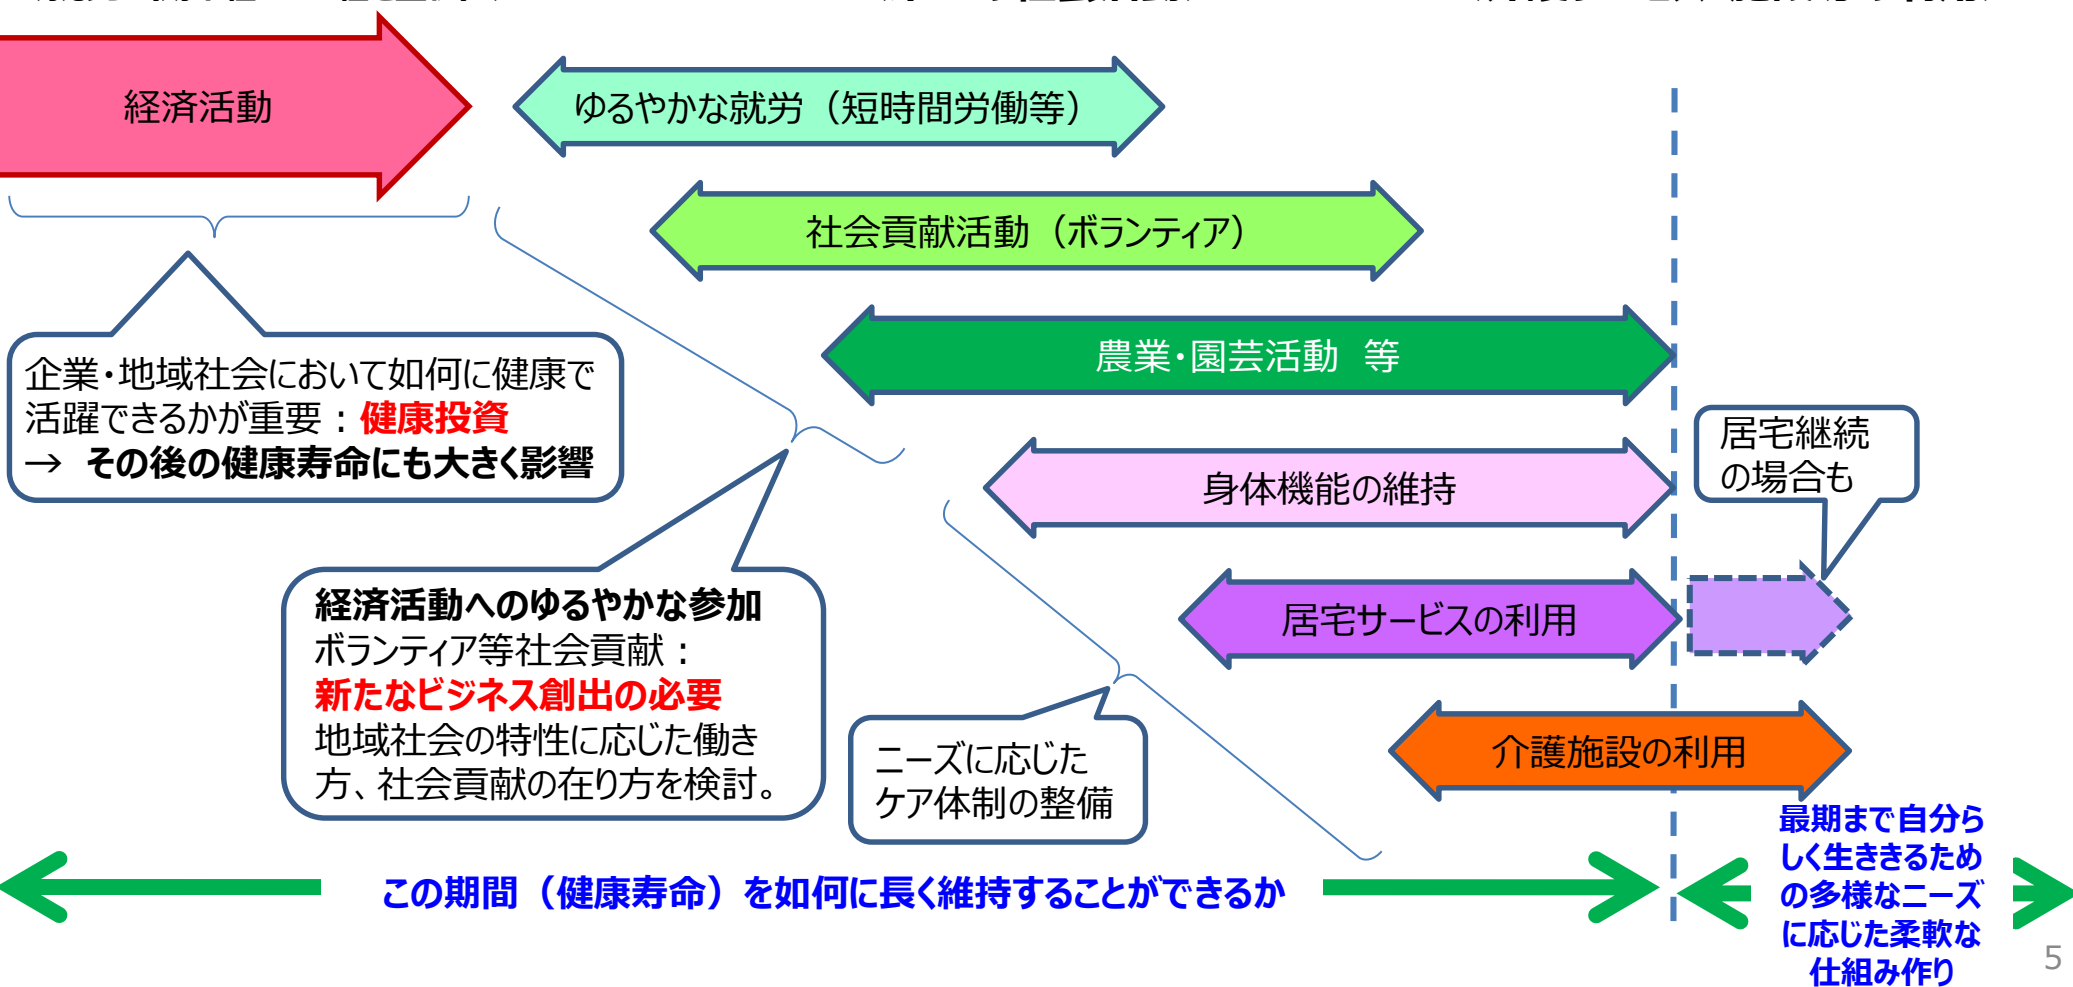 経済活動
ゆるやかな就労（短時間労働等）
社会貢献活動（ボランティア）
農業・園芸活動　等
企業・地域社会において如何に健康で
活躍できるかが重要：健康投資
→ その後の健康寿命にも大きく影響
居宅継続
の場合も
身体機能の維持
経済活動へのゆるやかな参加
ボランティア等社会貢献：
新たなビジネス創出の必要
地域社会の特性に応じた働き
方、社会貢献の在り方を検討。
居宅サービスの利用
ニーズに応じた
ケア体制の整備
介護施設の利用
この期間（健康寿命）を如何に長く維持することができるか
最期まで自分ら
しく生ききるため
の多様なニーズ
に応じた柔軟な
仕組み作り
5